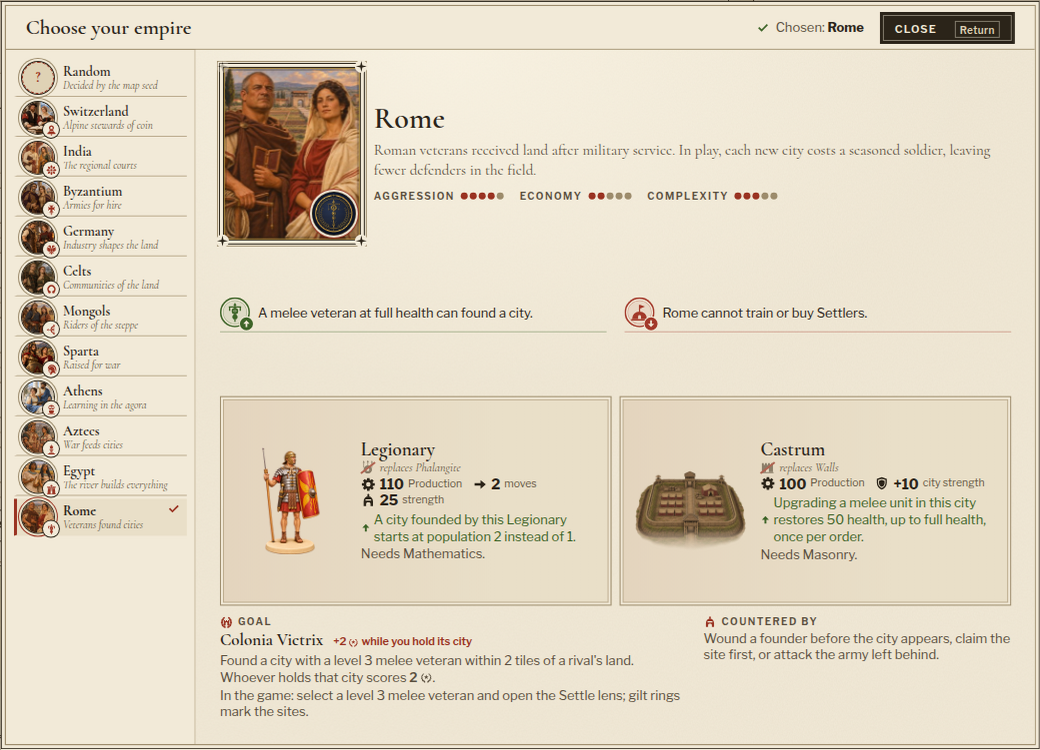 Choose your empire
Chosen: Rome
CLOSE Return
?
Random
Decided by the map seed
Switzerland
Alpine stewards of coin
India
The regional courts
Byzantium
Armies for hire
Germany
Industry shapes the land
Celts
Communities of the land
Mongols
Riders of the steppe
Sparta
Raised for war
Athens
Learning in the agora
Aztecs
War feeds cities
Egypt
The river builds everything
Rome
Veterans found cities
Rome
Roman veterans received land after military service. In play, each new city costs a seasoned soldier, leaving
fewer defenders in the field.
AGGRESSION ECONOMY COMPLEXITY
A melee veteran at full health can found a city.
Rome cannot train or buy Settlers.
Legionary
replaces Phalangite
110 Production 2 moves
25 strength
A city founded by this Legionary
starts at population 2 instead of 1.
Needs Mathematics.
Castrum
replaces Walls
100 Production +10 city strength
Upgrading a melee unit in this city
restores 50 health, up to full health,
once per order.
Needs Masonry.
GOAL
Colonia Victrix +2 while you hold its city
Found a city with a level 3 melee veteran within 2 tiles of a rival's land.
Whoever holds that city scores 2.
In the game: select a level 3 melee veteran and open the Settle lens; gilt rings
mark the sites.
COUNTERED BY
Wound a founder before the city appears, claim the
site first, or attack the army left behind.